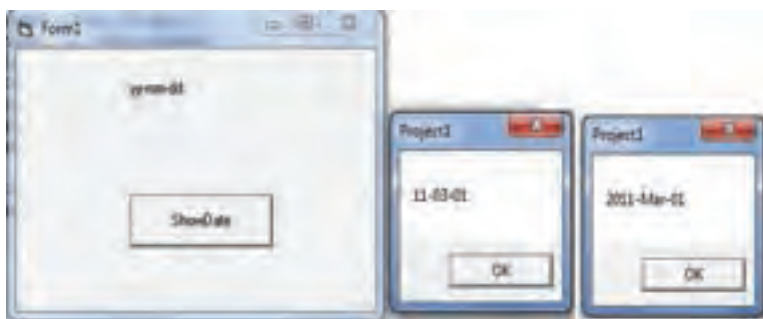 Form1
yy-mm-dd
ShowDate
Project1
11-03-01
OK
Project1
2011-Mar-01
OK